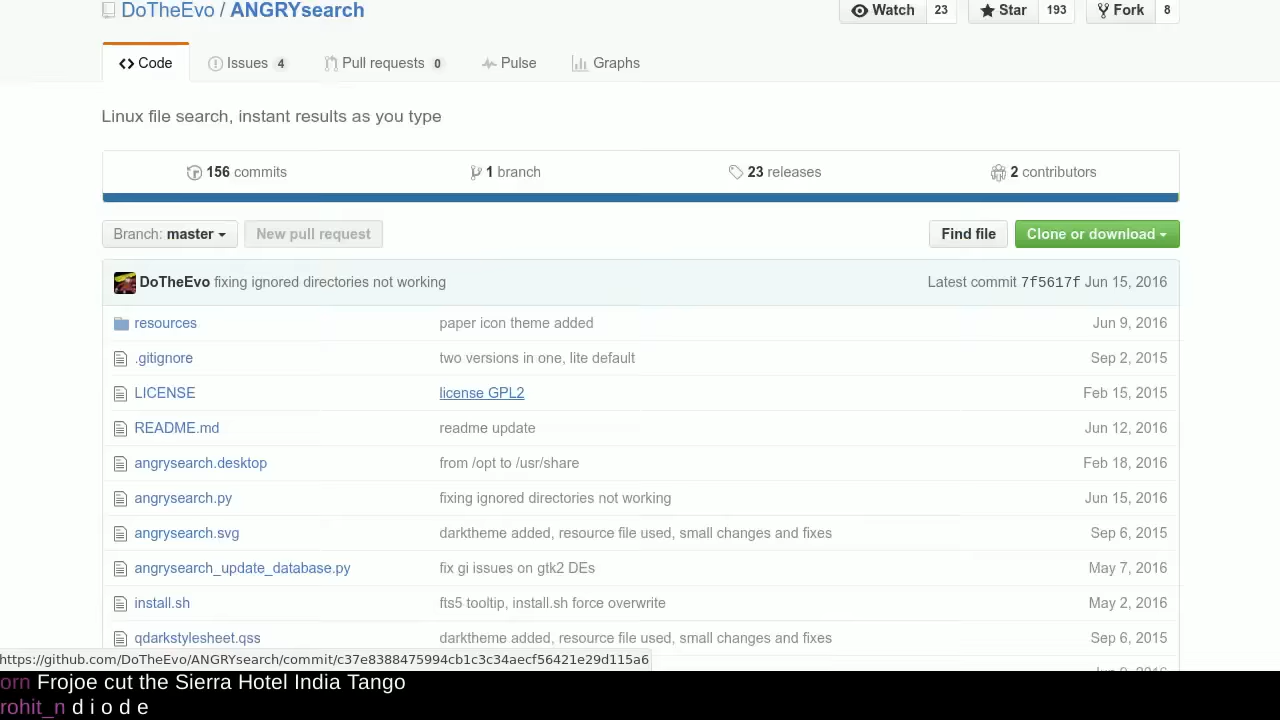 DoTheEvo / ANGRYsearch
Watch 23
Star 193
Fork 8
Code
Issues 4
Pull requests 0
Pulse
Graphs
Linux file search, instant results as you type
156 commits
1 branch
23 releases
2 contributors
Branch: master
New pull request
Find file
Clone or download
DoTheEvo fixing ignored directories not working
Latest commit 7f5617f Jun 15, 2016
resources paper icon theme added Jun 9, 2016
.gitignore two versions in one, lite default Sep 2, 2015
LICENSE license GPL2 Feb 15, 2015
README.md readme update Jun 12, 2016
angrysearch.desktop from /opt to /usr/share Feb 18, 2016
angrysearch.py fixing ignored directories not working Jun 15, 2016
angrysearch.svg darktheme added, resource file used, small changes and fixes Sep 6, 2015
angrysearch_update_database.py fix gi issues on gtk2 DEs May 7, 2016
install.sh fts5 tooltip, install.sh force overwrite May 2, 2016
qdarkstylesheet.qss darktheme added, resource file used, small changes and fixes Sep 6, 2015
https://github.com/DoTheEvo/ANGRYsearch/commit/c37e8388475994cb1c3c34aecf56421e29d115a6
orn Frojoe cut the Sierra Hotel India Tango
rohit_n d i o d e